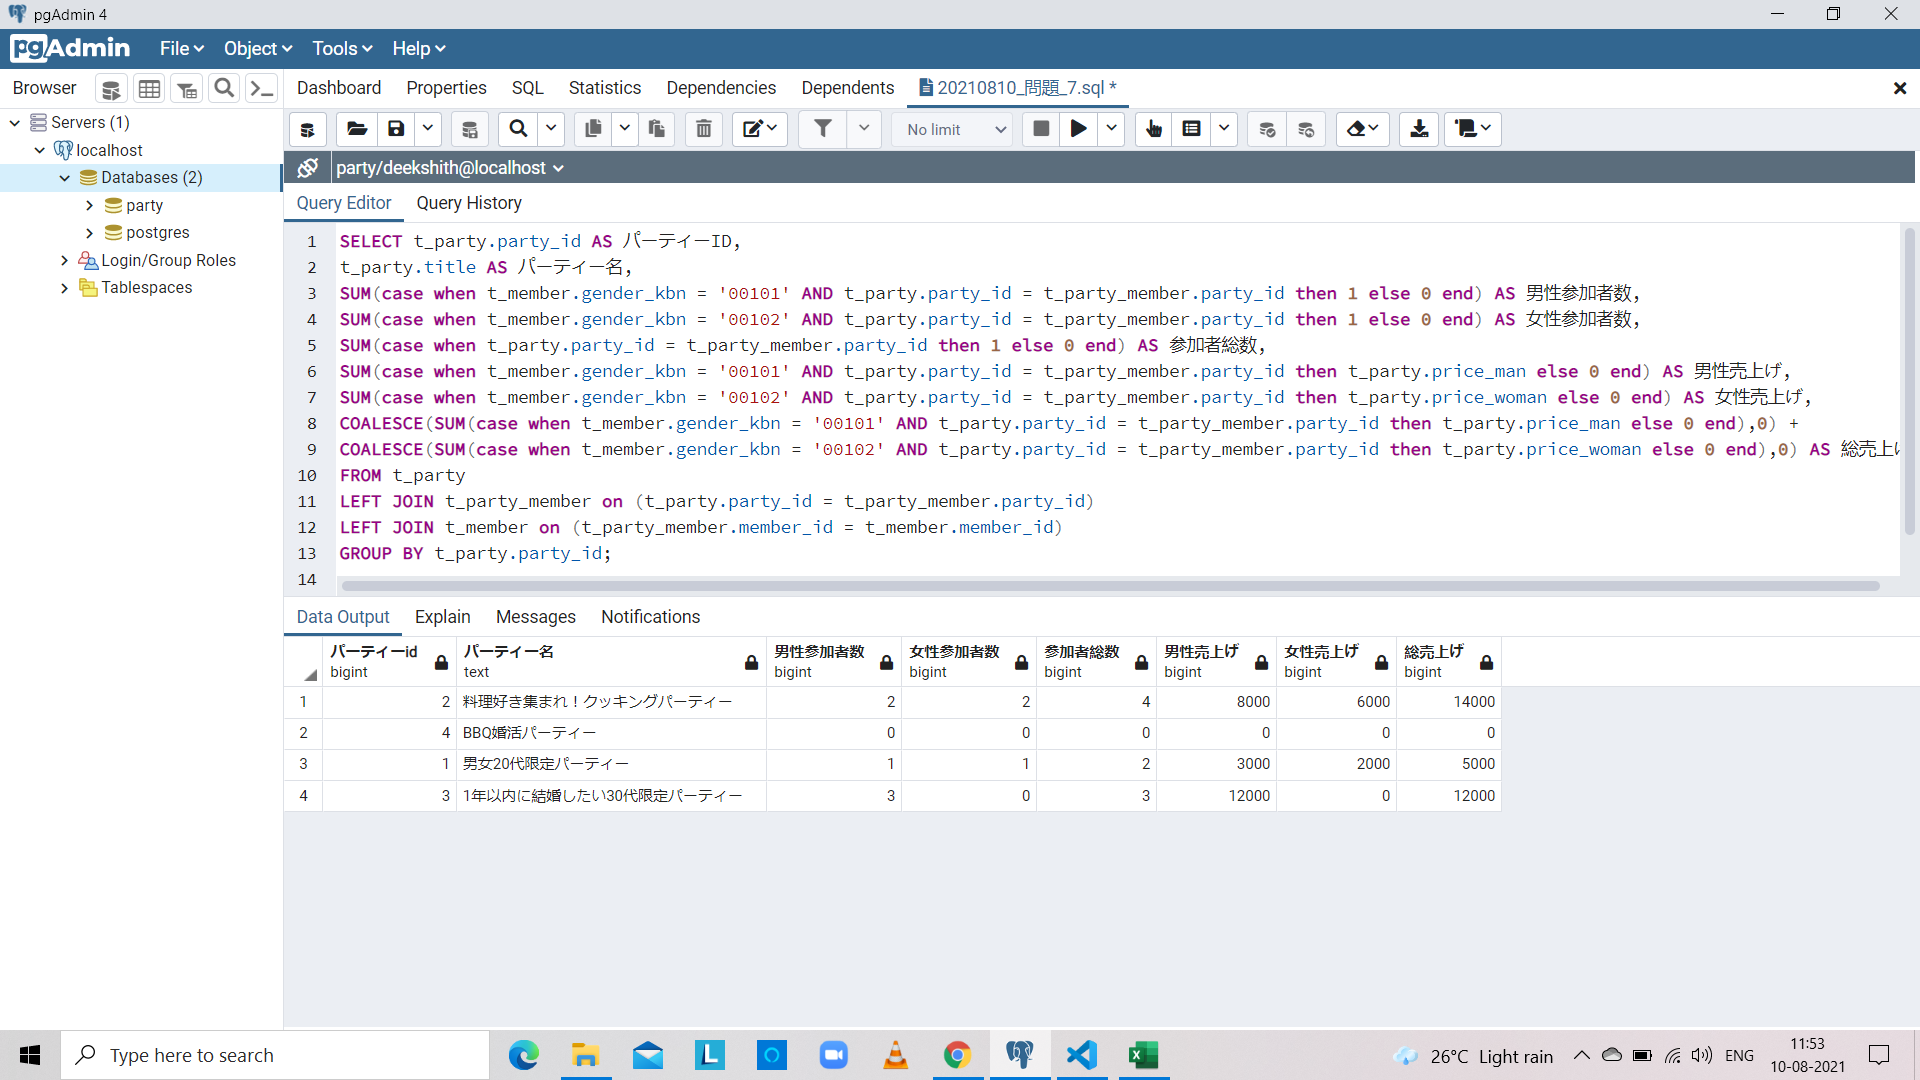 pgAdmin 4
pgAdmin File Object Tools Help
Browser
Dashboard Properties SQL Statistics Dependencies Dependents 20210810_問題_7.sql *
Servers (1)
localhost
Databases (2)
party
postgres
Login/Group Roles
Tablespaces
No limit
party/deekshith@localhost
Query Editor Query History
1 SELECT t_party.party_id AS パーティーID,
2 t_party.title AS パーティー名,
3 SUM(case when t_member.gender_kbn = '00101' AND t_party.party_id = t_party_member.party_id then 1 else 0 end) AS 男性参加者数,
4 SUM(case when t_member.gender_kbn = '00102' AND t_party.party_id = t_party_member.party_id then 1 else 0 end) AS 女性参加者数,
5 SUM(case when t_party.party_id = t_party_member.party_id then 1 else 0 end) AS 参加者総数,
6 SUM(case when t_member.gender_kbn = '00101' AND t_party.party_id = t_party_member.party_id then t_party.price_man else 0 end) AS 男性売上げ,
7 SUM(case when t_member.gender_kbn = '00102' AND t_party.party_id = t_party_member.party_id then t_party.price_woman else 0 end) AS 女性売上げ,
8 COALESCE(SUM(case when t_member.gender_kbn = '00101' AND t_party.party_id = t_party_member.party_id then t_party.price_man else 0 end),0) +
9 COALESCE(SUM(case when t_member.gender_kbn = '00102' AND t_party.party_id = t_party_member.party_id then t_party.price_woman else 0 end),0) AS 総売上げ
10 FROM t_party
11 LEFT JOIN t_party_member on (t_party.party_id = t_party_member.party_id)
12 LEFT JOIN t_member on (t_party_member.member_id = t_member.member_id)
13 GROUP BY t_party.party_id;
14
Data Output Explain Messages Notifications
パーティーid パーティー名 男性参加者数 女性参加者数 参加者総数 男性売上げ 女性売上げ 総売上げ
bigint text bigint bigint bigint bigint bigint bigint
1 2 料理好き集まれ！クッキングパーティー 2 2 4 8000 6000 14000
2 4 BBQ婚活パーティー 0 0 0 0 0 0
3 1 男女20代限定パーティー 1 1 2 3000 2000 5000
4 3 1年以内に結婚したい30代限定パーティー 3 0 3 12000 0 12000
Type here to search
26°C Light rain
ENG
11:53
10-08-2021